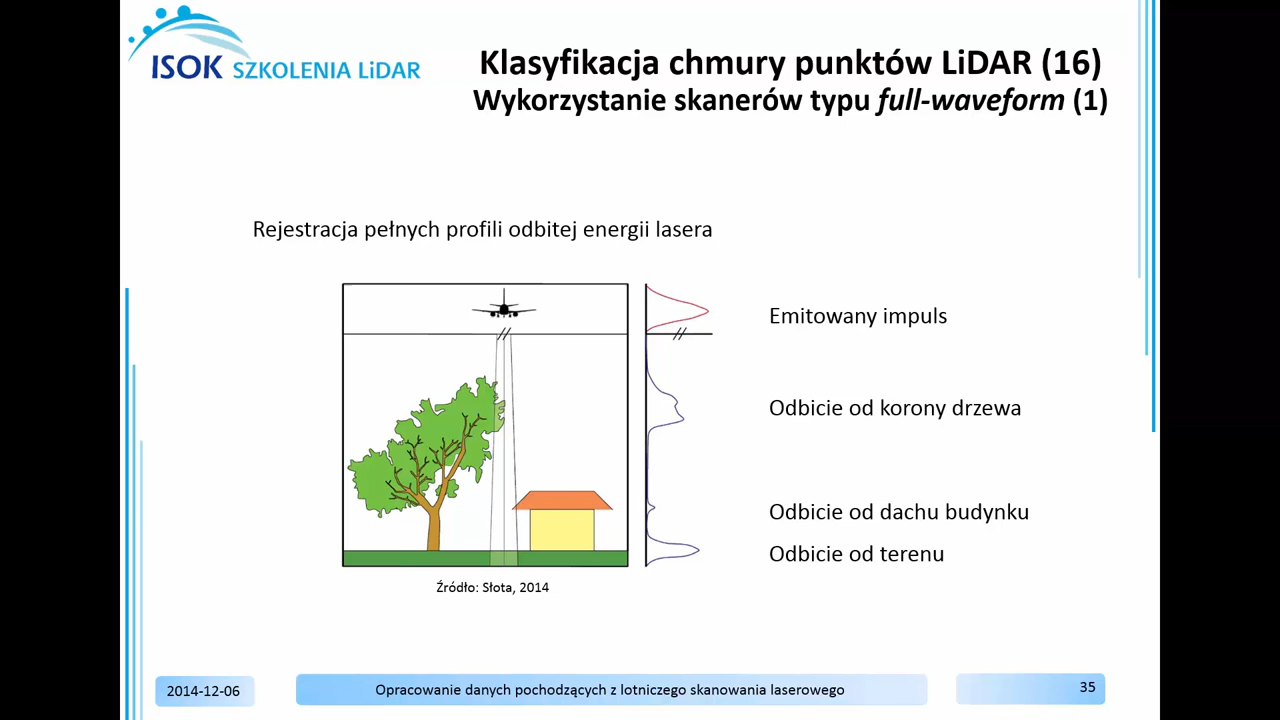 ISOK SZKOLENIA LiDAR
Klasyfikacja chmury punktów LiDAR (16)
Wykorzystanie skanerów typu full-waveform (1)
Rejestracja pełnych profili odbitej energii lasera
Emitowany impuls
Odbicie od korony drzewa
Odbicie od dachu budynku
Odbicie od terenu
Źródło: Słota, 2014
2014-12-06
Opracowanie danych pochodzących z lotniczego skanowania laserowego
35